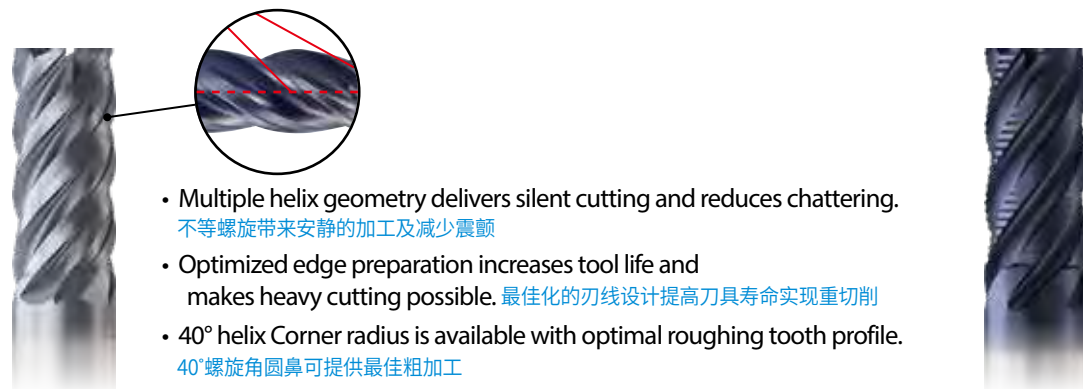 • Multiple helix geometry delivers silent cutting and reduces chattering.
不等螺旋带来安静的加工及减少震颤
• Optimized edge preparation increases tool life and
makes heavy cutting possible. 最佳化的刃线设计提高刀具寿命实现重切削
• 40° helix Corner radius is available with optimal roughing tooth profile.
40°螺旋角圆鼻可提供最佳粗加工